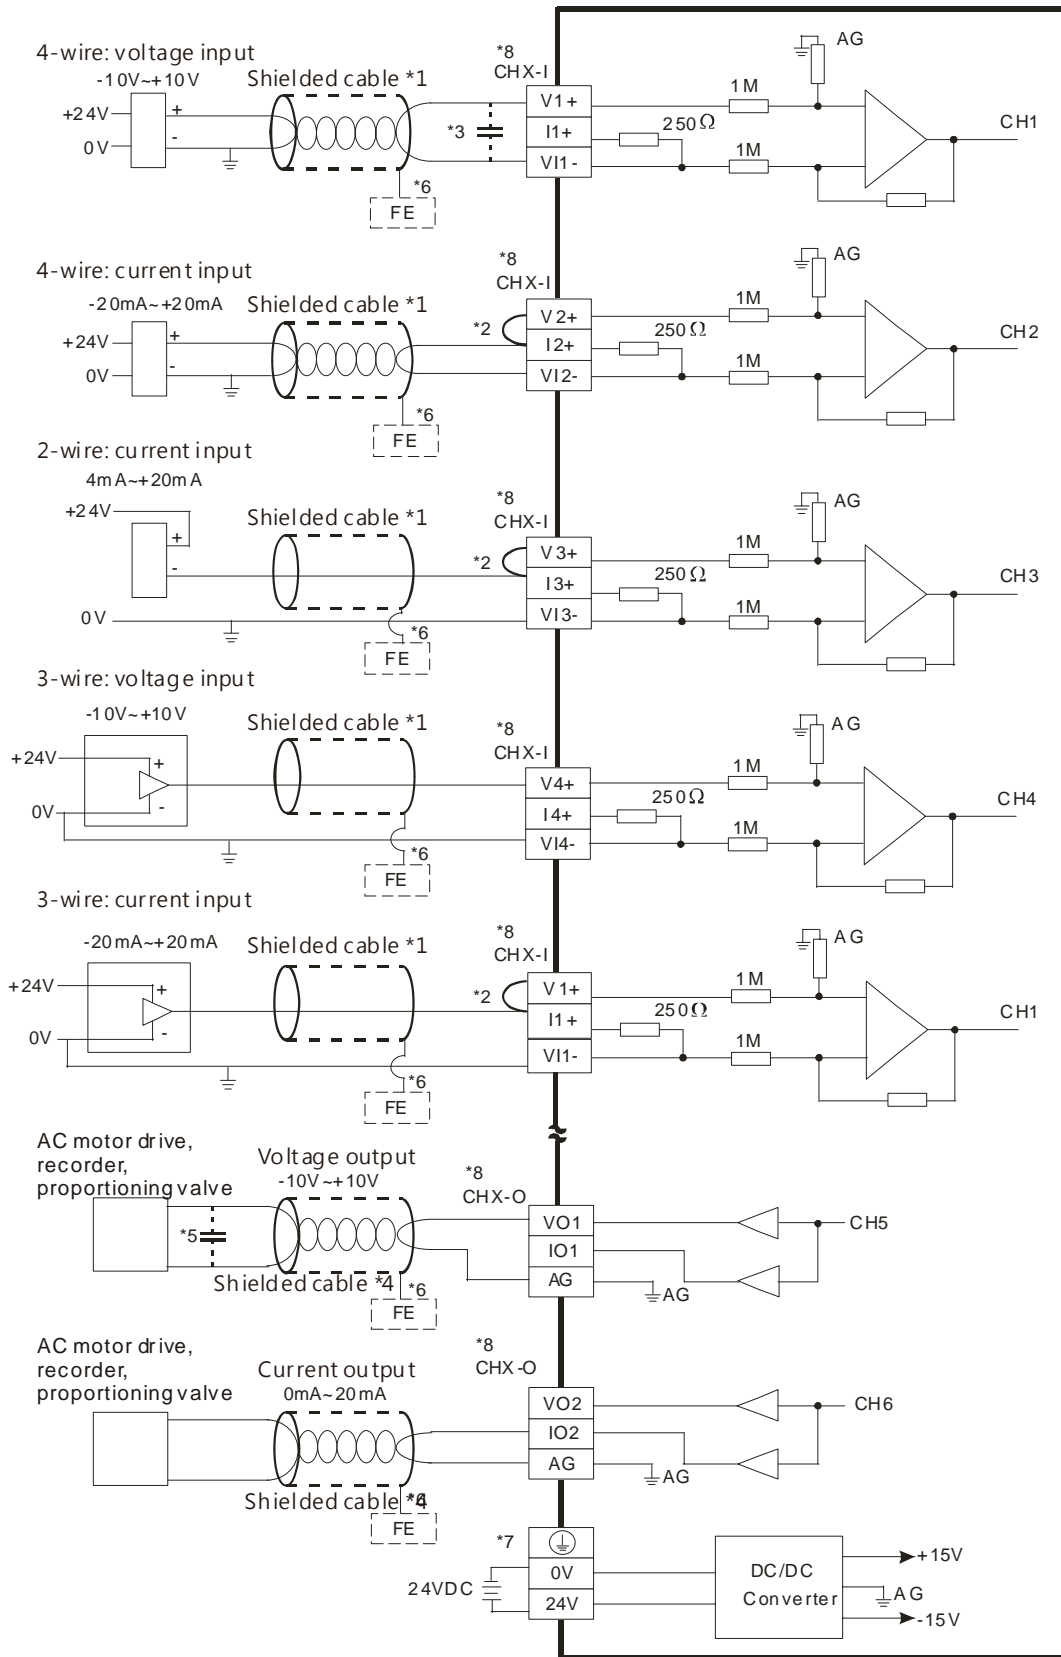 4-wire: voltage input
-10V~+10V
+24V
0V
+
-
Shielded cable *1
*3
*6
FE
*8
CHX-I
V1+
I1+
VI1-
250Ω
1M
1M
AG
CH1
4-wire: current input
-20mA~+20mA
+24V
0V
+
-
Shielded cable *1
*2
*6
FE
*8
CHX-I
V2+
I2+
VI2-
250Ω
1M
1M
AG
CH2
2-wire: current input
4mA~+20mA
+24V
+
-
0V
Shielded cable *1
*2
*6
FE
*8
CHX-I
V3+
I3+
VI3-
250Ω
1M
1M
AG
CH3
3-wire: voltage input
-10V~+10V
+24V
0V
+
-
Shielded cable *1
*6
FE
*8
CHX-I
V4+
I4+
VI4-
250Ω
1M
1M
AG
CH4
3-wire: current input
-20mA~+20mA
+24V
0V
+
-
Shielded cable *1
*2
*6
FE
*8
CHX-I
V1+
I1+
VI1-
250Ω
1M
1M
AG
CH1
AC motor drive,
recorder,
proportioning valve
Voltage output
-10V~+10V
*5
Shielded cable *4
*6
FE
*8
CHX-O
VO1
IO1
AG
AG
CH5
AC motor drive,
recorder,
proportioning valve
Current output
0mA~20mA
Shielded cable
FE
*8
CHX-O
VO2
IO2
AG
AG
CH6
*7
24VDC
0V
24V
DC/DC
Converter
+15V
AG
-15V